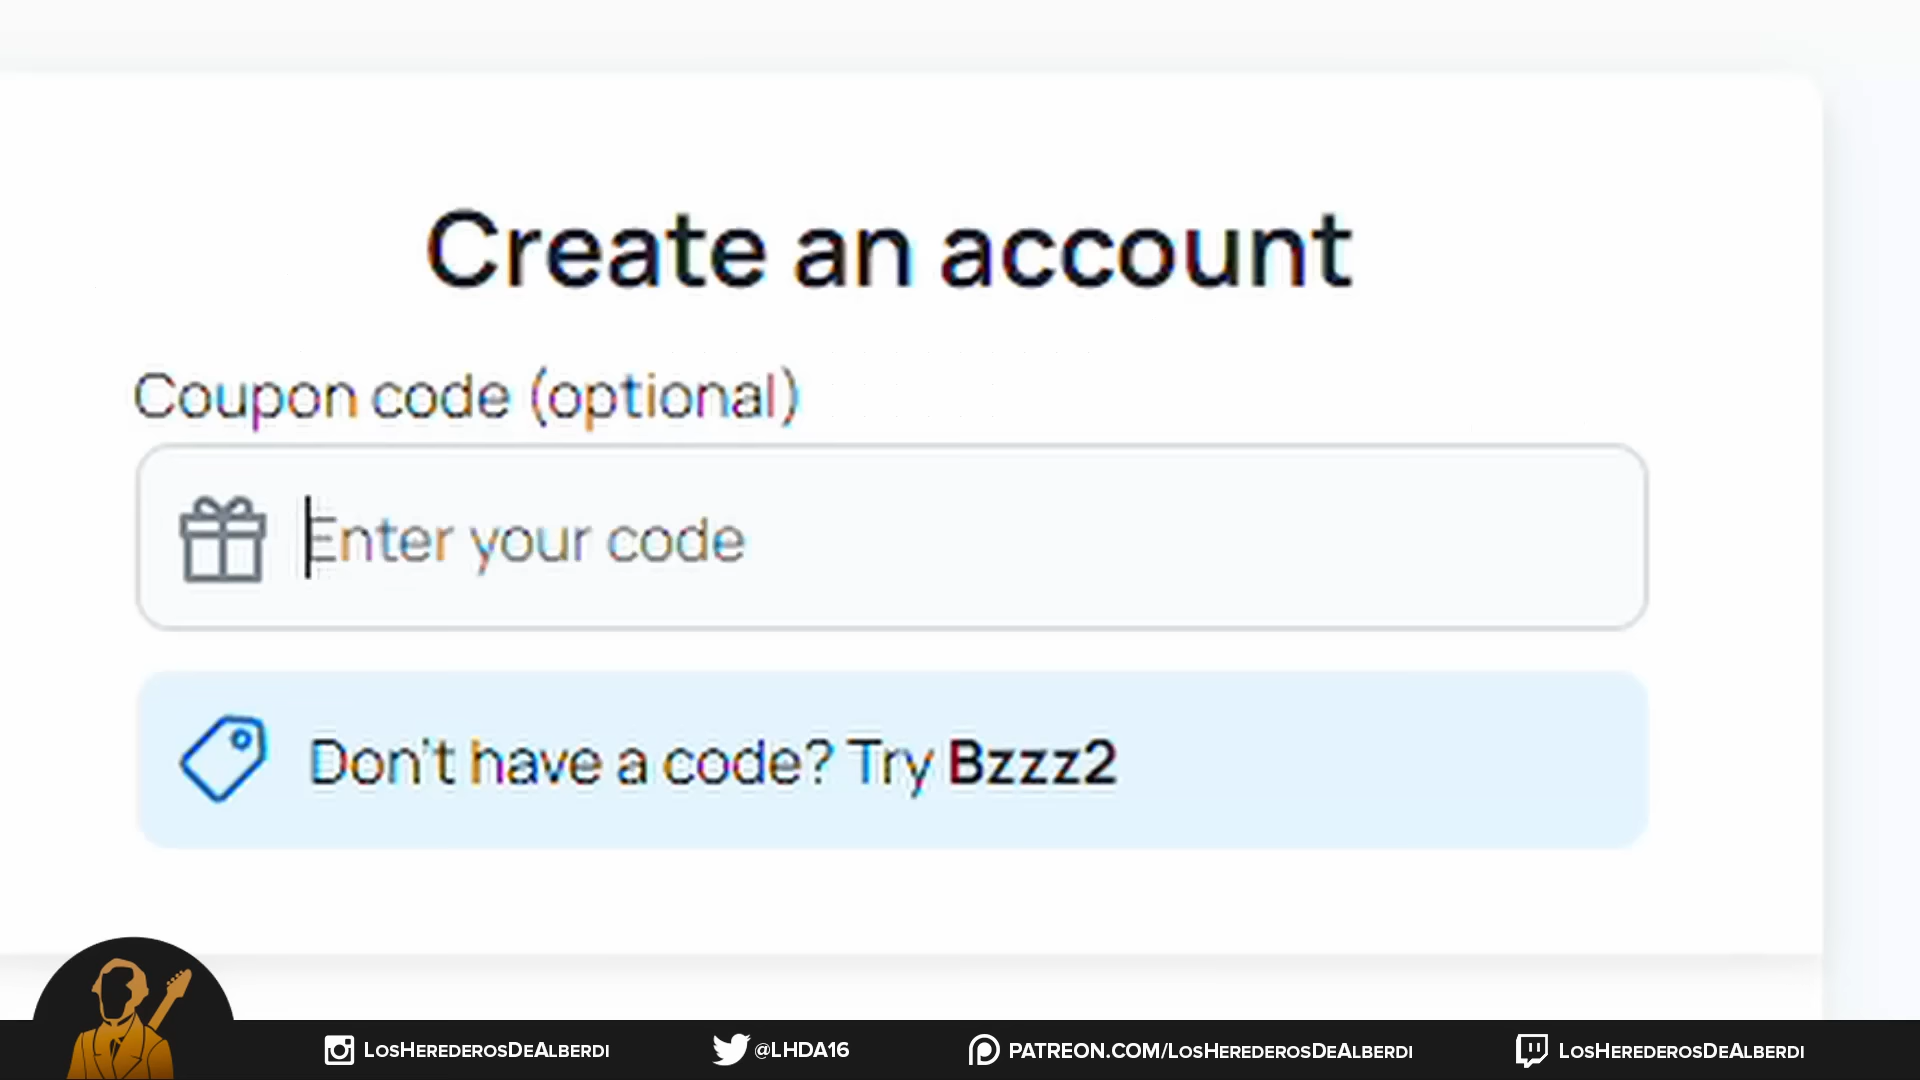 Create an account
Coupon code (optional)
Enter your code
Don't have a code? Try Bzzz2
LosHerederosDeAlberdi @LHDA16 PATREON.COM/LosHerederosDeAlberdi LosHerederosDeAlberdi